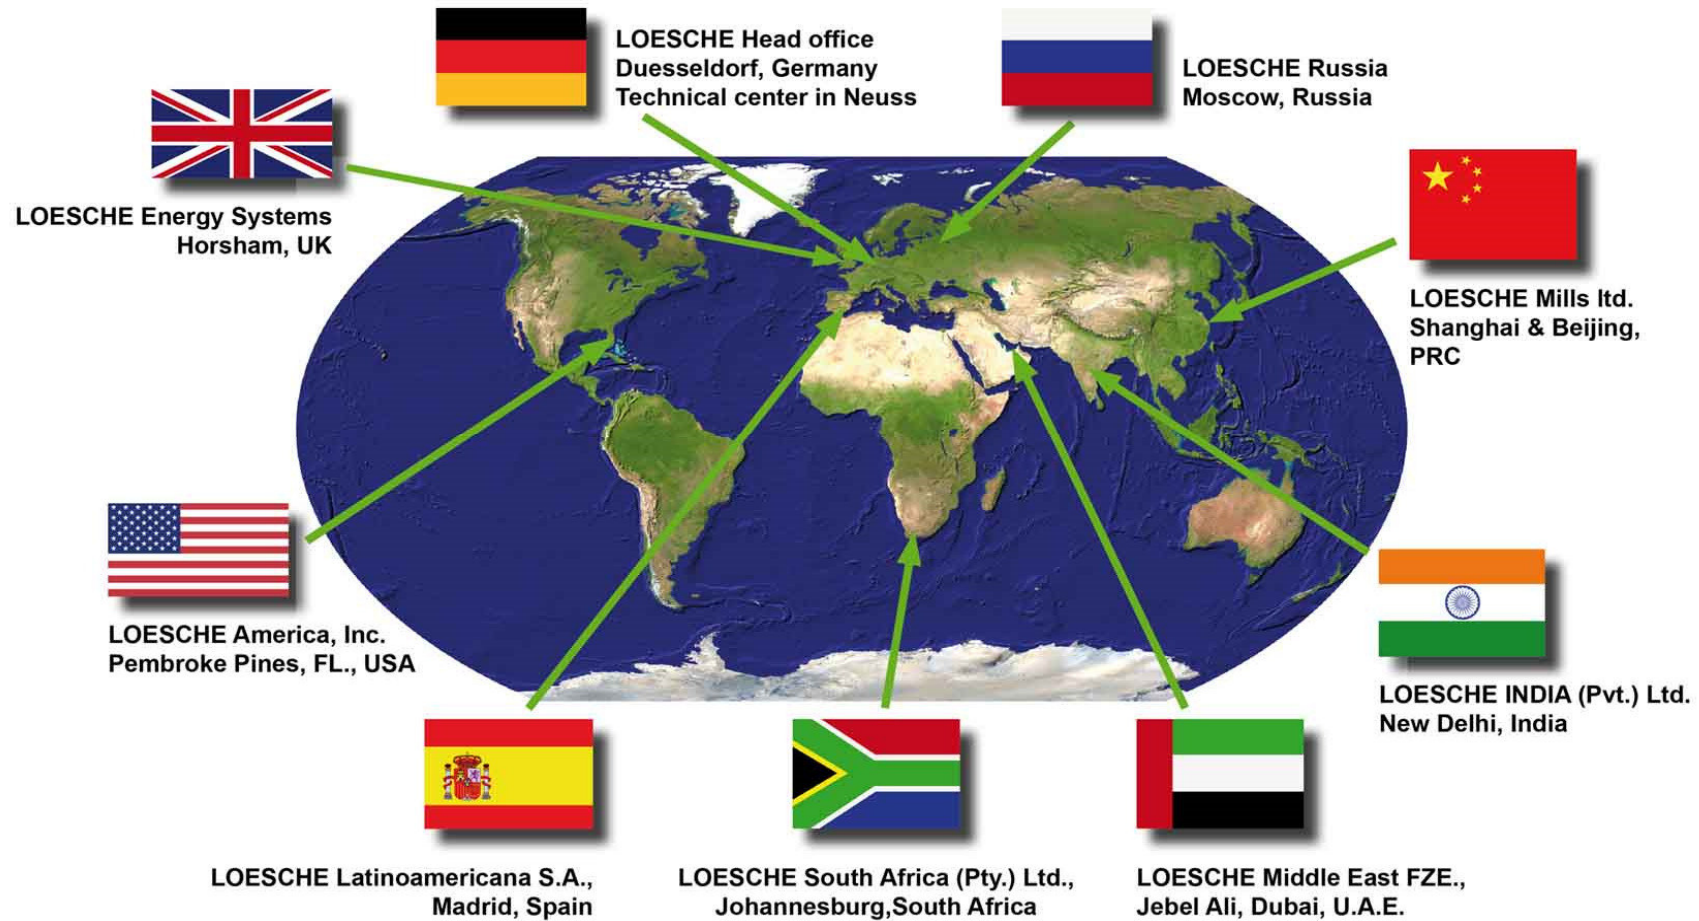 LOESCHE Head office
Duesseldorf, Germany
Technical center in Neuss
LOESCHE Russia
Moscow, Russia
LOESCHE Energy Systems
Horsham, UK
LOESCHE Mills ltd.
Shanghai & Beijing,
PRC
LOESCHE America, Inc.
Pembroke Pines, FL., USA
LOESCHE INDIA (Pvt.) Ltd.
New Delhi, India
LOESCHE Latinoamericana S.A.,
Madrid, Spain
LOESCHE South Africa (Pty.) Ltd.,
Johannesburg,South Africa
LOESCHE Middle East FZE.,
Jebel Ali, Dubai, U.A.E.